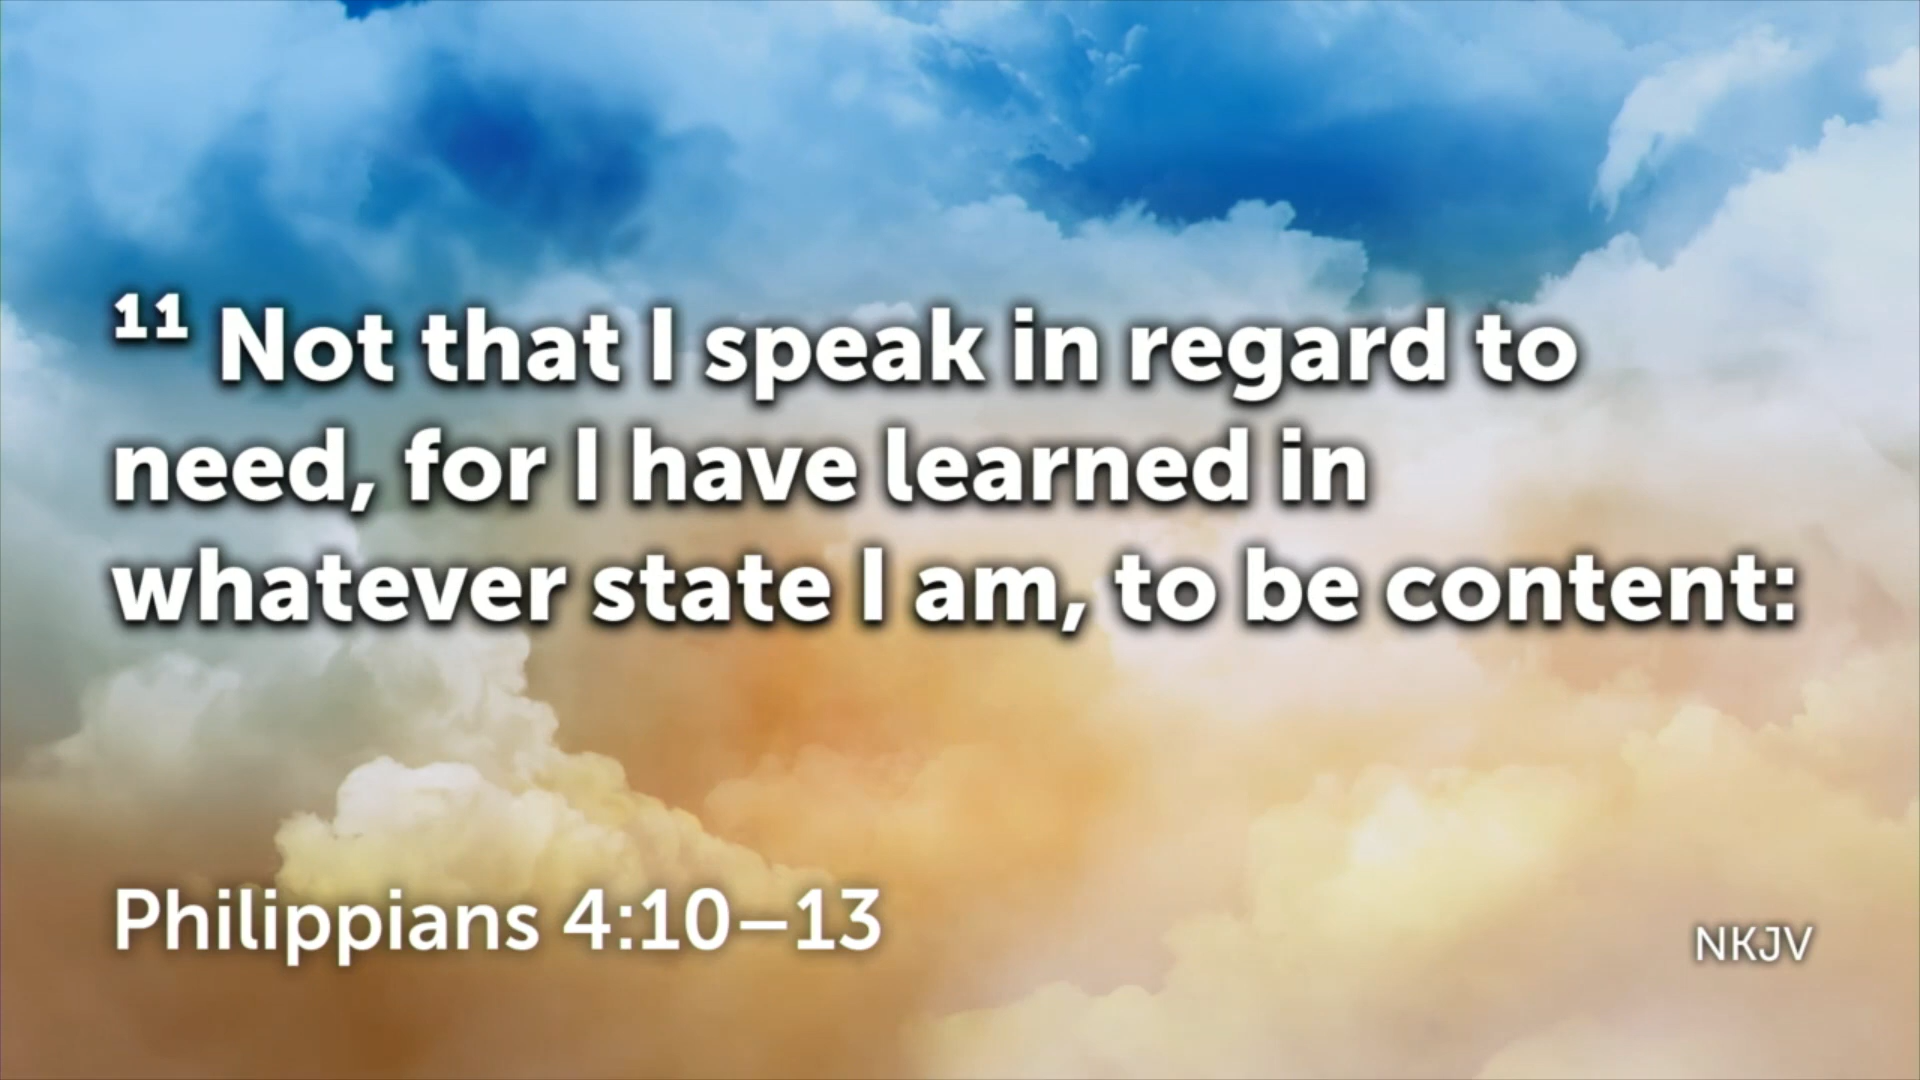 ¹¹ Not that I speak in regard to
need, for I have learned in
whatever state I am, to be content:
Philippians 4:10–13
NKJV